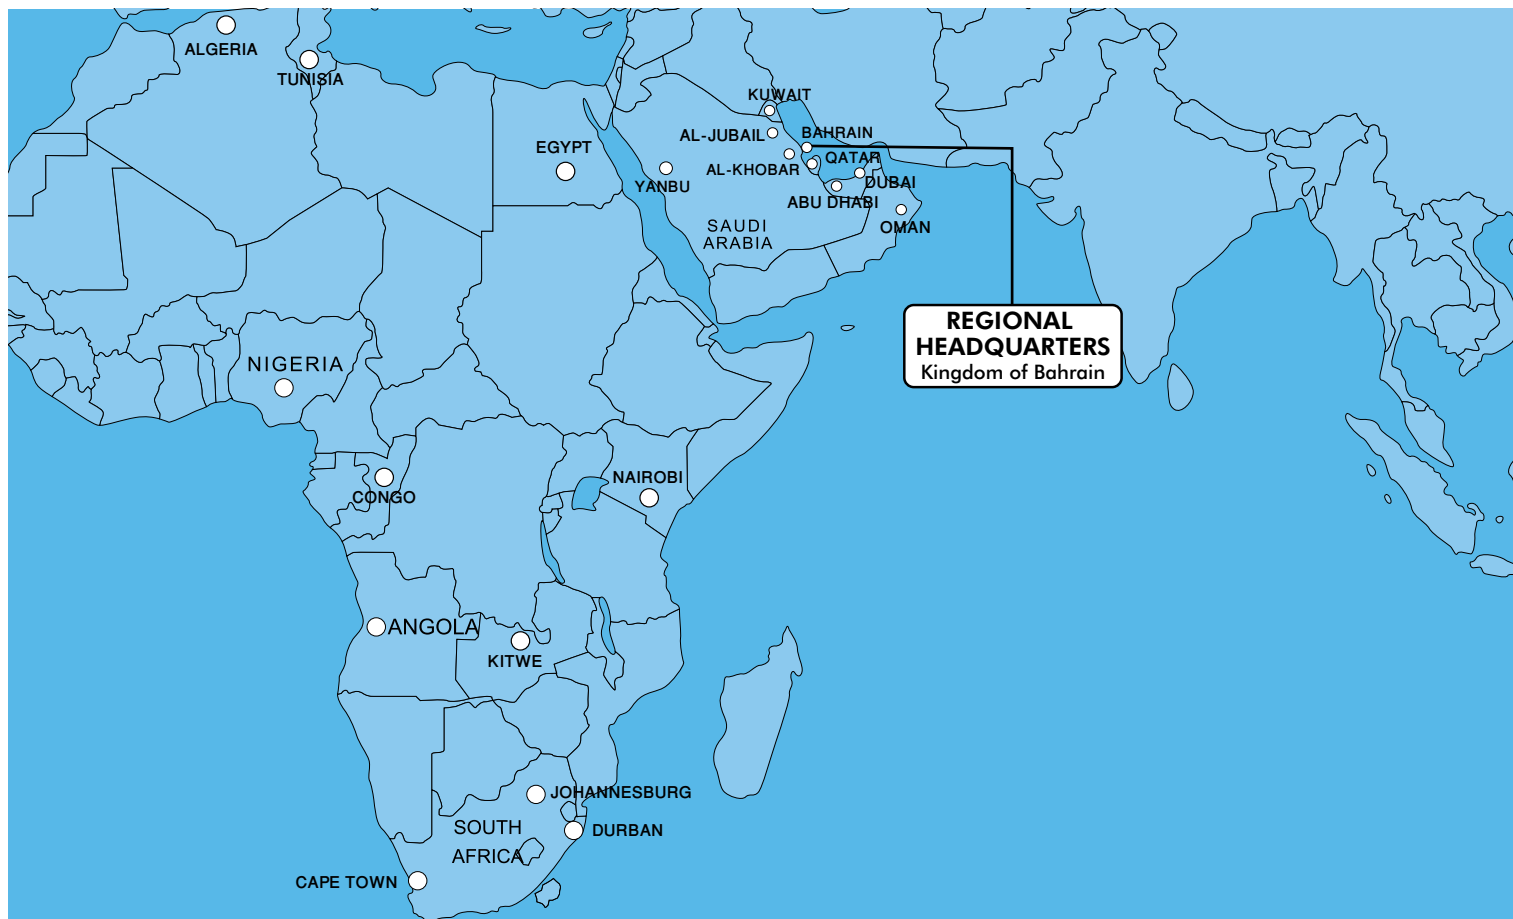 ALGERIA
TUNISIA
KUWAIT
AL-JUBAIL
BAHRAIN
EGYPT
QATAR
AL-KHOBAR
YANBU
DUBAI
ABU DHABI
SAUDI
ARABIA
OMAN
REGIONAL
HEADQUARTERS
Kingdom of Bahrain
NIGERIA
NAIROBI
CONGO
ANGOLA
KITWE
JOHANNESBURG
SOUTH
AFRICA
DURBAN
CAPE TOWN